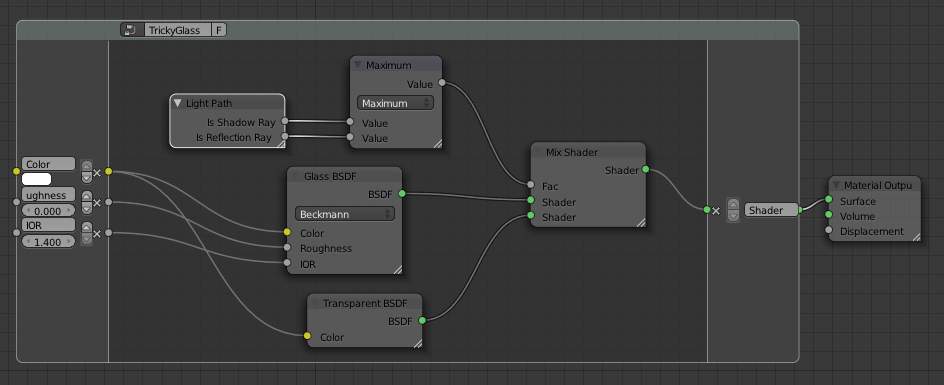 TrickyGlass F
Color
ughness
0.000
IOR
1.400
Light Path
Is Shadow Ray
Is Reflection Ray
Maximum
Value
Maximum
Value
Value
Glass BSDF
BSDF
Beckmann
Color
Roughness
IOR
Transparent BSDF
BSDF
Color
Mix Shader
Shader
Fac
Shader
Shader
Shader
Material Outpu
Surface
Volume
Displacement